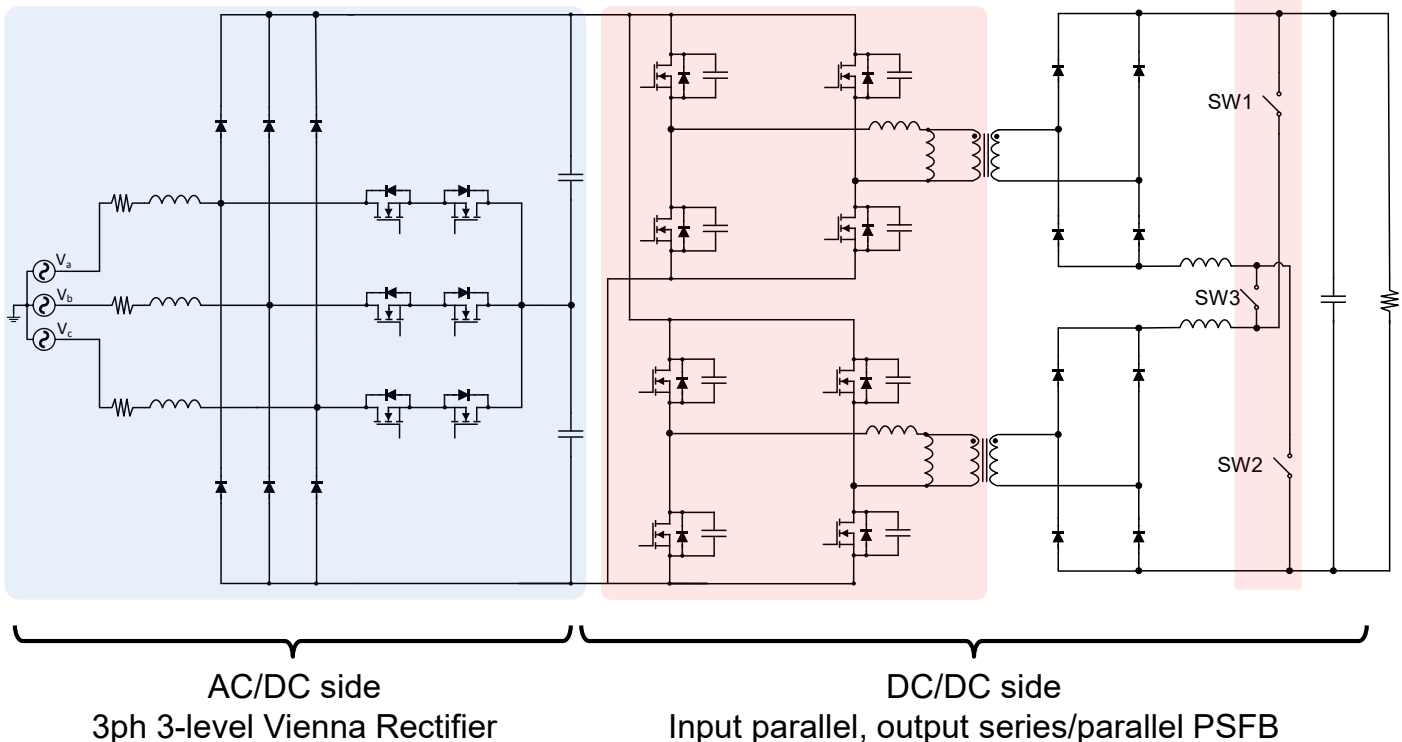 SW1
Va
Vb
SW3
Vc
SW2
AC/DC side
3ph 3-level Vienna Rectifier
DC/DC side
Input parallel, output series/parallel PSFB